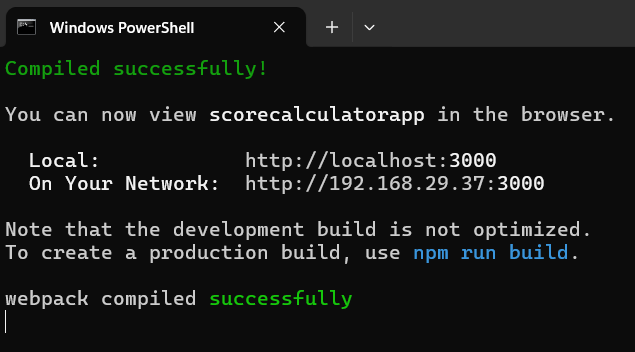 Windows PowerShell
Compiled successfully!
You can now view scorecalculatorapp in the browser.
Local: http://localhost:3000
On Your Network: http://192.168.29.37:3000
Note that the development build is not optimized.
To create a production build, use npm run build.
webpack compiled successfully